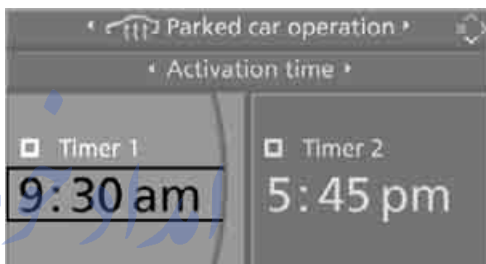 Parked car operation
Activation time
Timer 1
Timer 2
9:30 am
5:45 pm